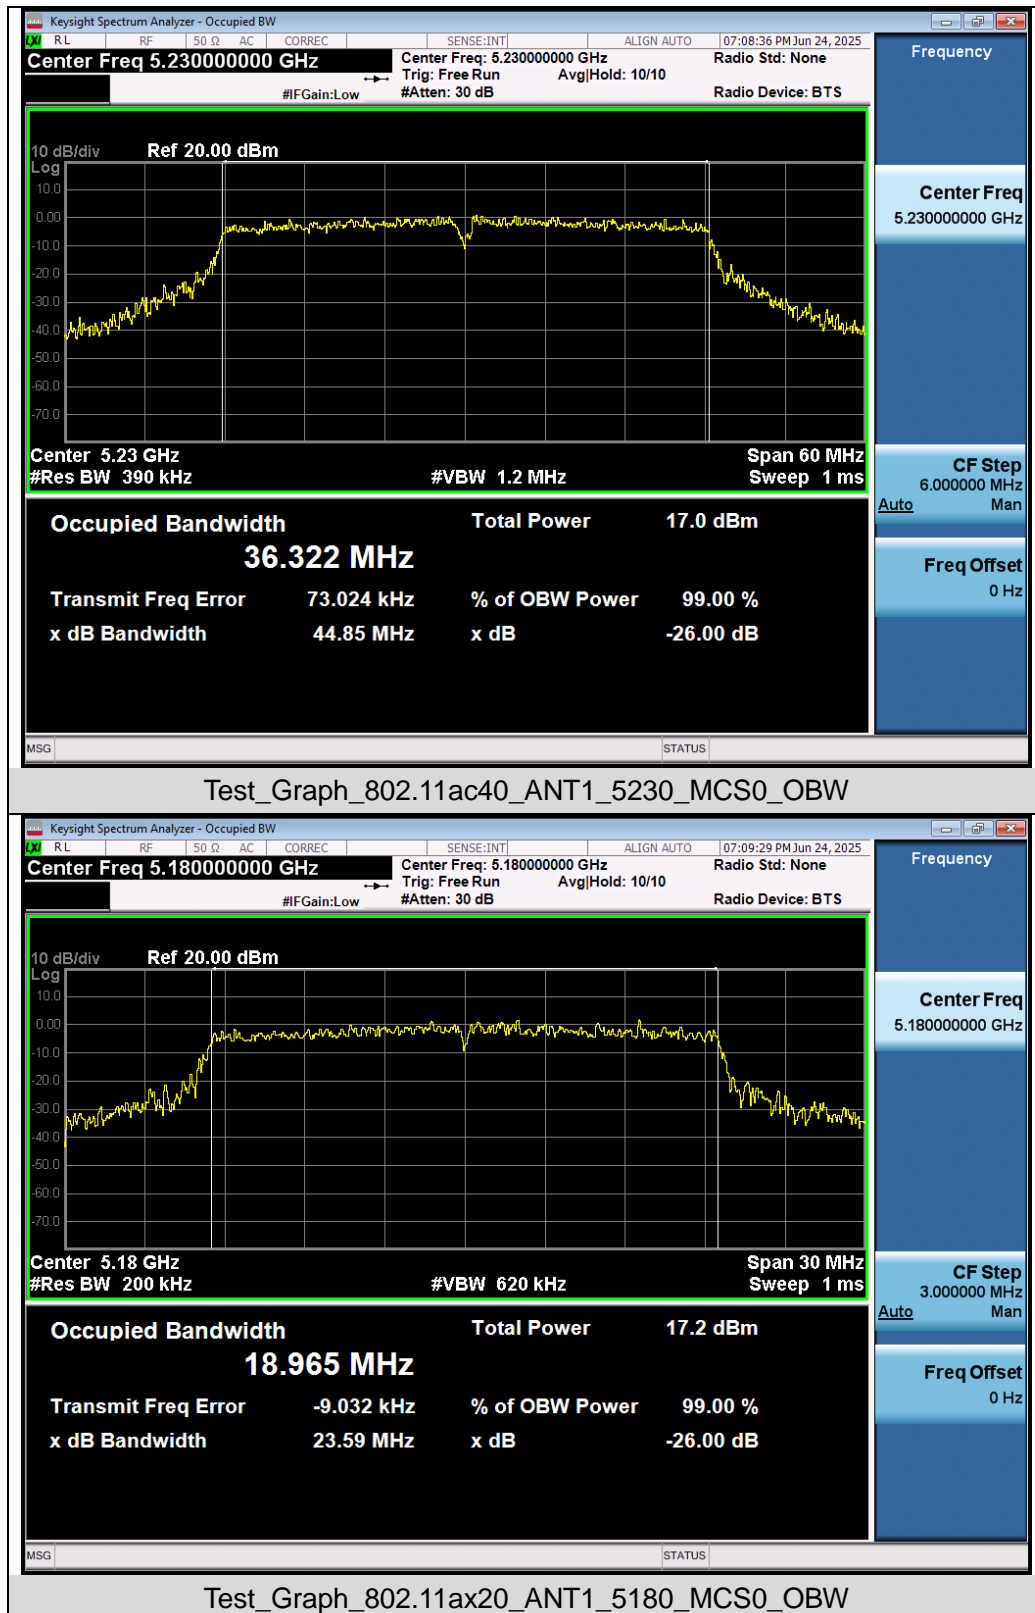 Keysight Spectrum Analyzer - Occupied BW
LXI RL RF 50 Ω AC CORREC SENSE:INT ALIGN AUTO 07:08:36 PM Jun 24, 2025
Center Freq 5.230000000 GHz
Center Freq: 5.230000000 GHz Radio Std: None
Trig: Free Run Avg|Hold: 10/10
#IFGain:Low #Atten: 30 dB Radio Device: BTS
10 dB/div Ref 20.00 dBm
Log
10.0
0.00
-10.0
-20.0
-30.0
-40.0
-50.0
-60.0
-70.0
Center 5.23 GHz Span 60 MHz
#Res BW 390 kHz #VBW 1.2 MHz Sweep 1 ms
Occupied Bandwidth Total Power 17.0 dBm
36.322 MHz
Transmit Freq Error 73.024 kHz % of OBW Power 99.00 %
x dB Bandwidth 44.85 MHz x dB -26.00 dB
Frequency
Center Freq
5.230000000 GHz
CF Step
6.000000 MHz
Auto Man
Freq Offset
0 Hz
MSG STATUS
Test_Graph_802.11ac40_ANT1_5230_MCS0_OBW
Keysight Spectrum Analyzer - Occupied BW
LXI RL RF 50 Ω AC CORREC SENSE:INT ALIGN AUTO 07:09:29 PM Jun 24, 2025
Center Freq 5.180000000 GHz
Center Freq: 5.180000000 GHz Radio Std: None
Trig: Free Run Avg|Hold: 10/10
#IFGain:Low #Atten: 30 dB Radio Device: BTS
10 dB/div Ref 20.00 dBm
Log
10.0
0.00
-10.0
-20.0
-30.0
-40.0
-50.0
-60.0
-70.0
Center 5.18 GHz Span 30 MHz
#Res BW 200 kHz #VBW 620 kHz Sweep 1 ms
Occupied Bandwidth Total Power 17.2 dBm
18.965 MHz
Transmit Freq Error -9.032 kHz % of OBW Power 99.00 %
x dB Bandwidth 23.59 MHz x dB -26.00 dB
Frequency
Center Freq
5.180000000 GHz
CF Step
3.000000 MHz
Auto Man
Freq Offset
0 Hz
MSG STATUS
Test_Graph_802.11ax20_ANT1_5180_MCS0_OBW